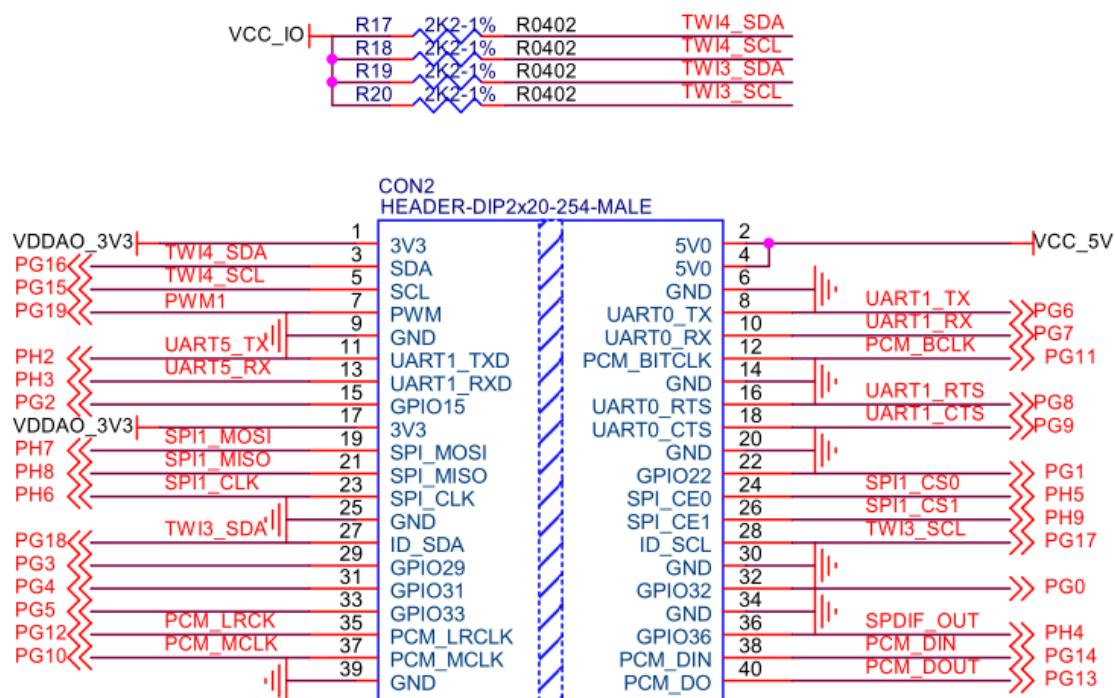 VCC_IO
R17 2K2-1% R0402 TWI4_SDA
R18 2K2-1% R0402 TWI4_SCL
R19 2K2-1% R0402 TWI3_SDA
R20 2K2-1% R0402 TWI3_SCL
CON2
HEADER-DIP2x20-254-MALE
VDDAO_3V3 1 3V3 5V0 2 VCC_5V
PG16 TWI4_SDA 3 SDA 5V0 4
PG15 TWI4_SCL 5 SCL GND 6
PG19 PWM1 7 PWM UART0_TX 8 UART1_TX PG6
9 GND UART0_RX 10 UART1_RX PG7
PH2 UART5_TX 11 UART1_TXD PCM_BITCLK 12 PCM_BCLK PG11
PH3 UART5_RX 13 UART1_RXD GND 14
PG2 15 GPIO15 UART0_RTS 16 UART1_RTS PG8
VDDAO_3V3 17 3V3 UART0_CTS 18 UART1_CTS PG9
PH7 SPI1_MOSI 19 SPI_MOSI GND 20
PH8 SPI1_MISO 21 SPI_MISO GPIO22 22 PG1
PH6 SPI1_CLK 23 SPI_CLK SPI_CE0 24 SPI1_CS0 PH5
25 GND SPI_CE1 26 SPI1_CS1 PH9
PG18 TWI3_SDA 27 ID_SDA ID_SCL 28 TWI3_SCL PG17
PG3 29 GPIO29 GND 30
PG4 31 GPIO31 GPIO32 32 PG0
PG5 33 GPIO33 GND 34
PG12 PCM_LRCK 35 PCM_LRCLK GPIO36 36 SPDIF_OUT PH4
PG10 PCM_MCLK 37 PCM_MCLK PCM_DIN 38 PCM_DIN PG14
39 GND PCM_DO 40 PCM_DOUT PG13